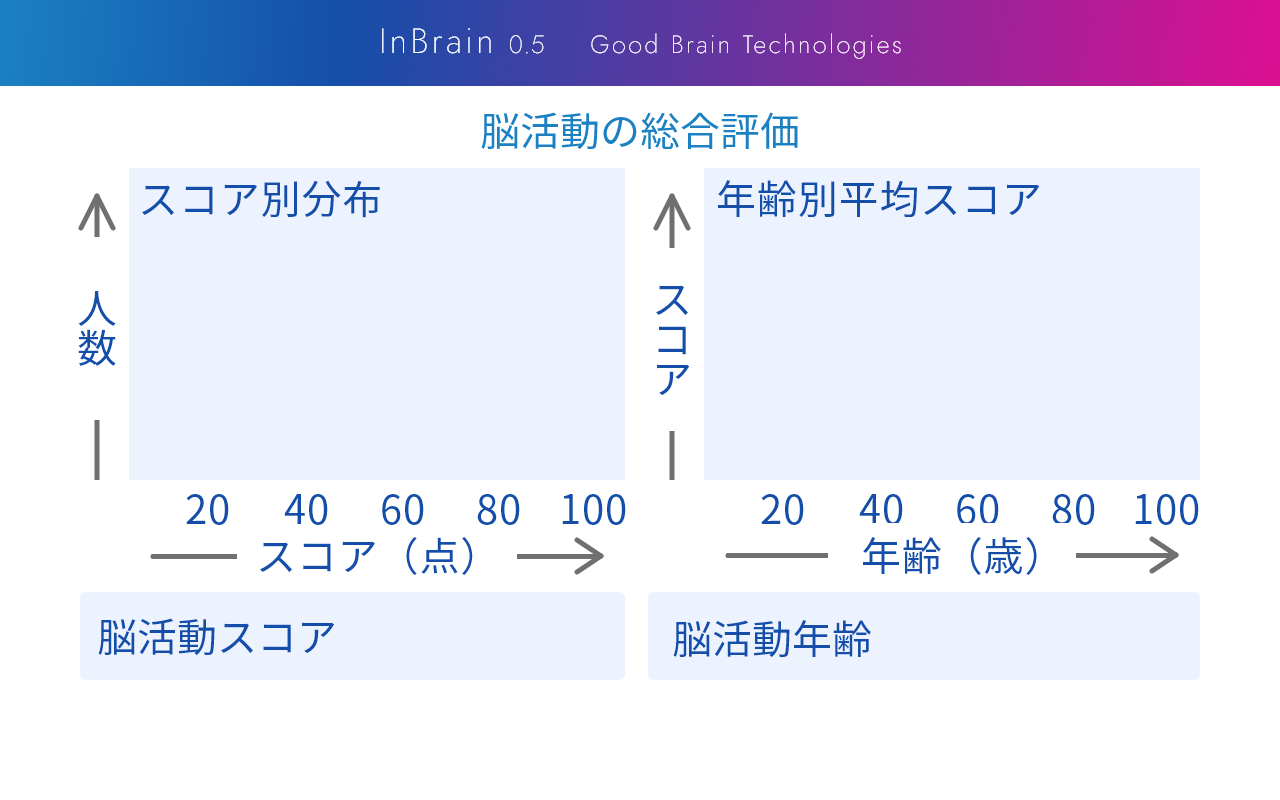 InBrain 0.5 Good Brain Technologies
脳活動の総合評価
スコア別分布
人数
20 40 60 80 100
スコア（点）
年齢別平均スコア
スコア
20 40 60 80 100
年齢（歳）
脳活動スコア
脳活動年齢